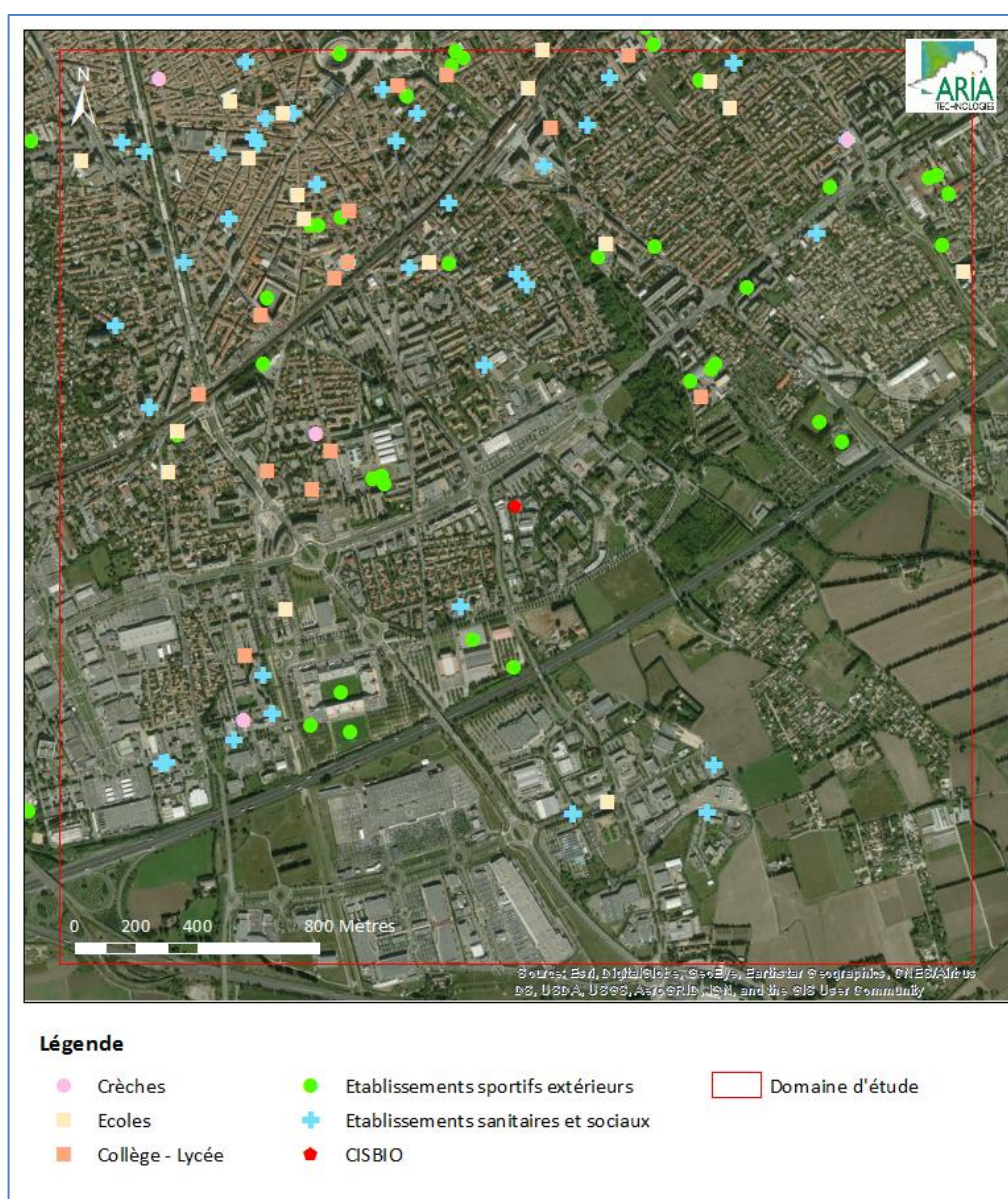 N
ARIA
TECHNOLOGIES
0 200 400 800 Mètres
Source: Esri, DigitalGlobe, GeoEye, Earthstar Geographics, CNES/Airbus
DS, USDA, USGS, AeroGRID, IGN, and the GIS User Community
Légende
Crèches
Ecoles
Collège - Lycée
Etablissements sportifs extérieurs
Etablissements sanitaires et sociaux
CISBIO
Domaine d'étude